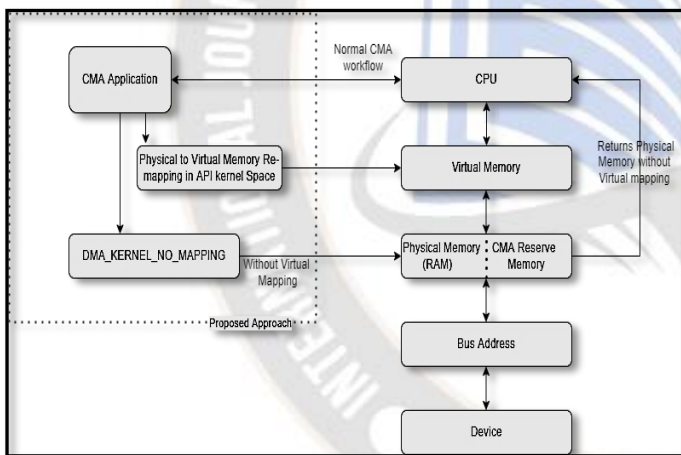 CMA Application
Normal CMA
workflow
CPU
Physical to Virtual Memory Re-
mapping in API kernel Space
Virtual Memory
Returns Physical
Memory without
Virtual mapping
DMA_KERNEL_NO_MAPPING
Without Virtual
Mapping
Physical Memory
(RAM)
CMA Reserve
Memory
Proposed Approach
Bus Address
Device